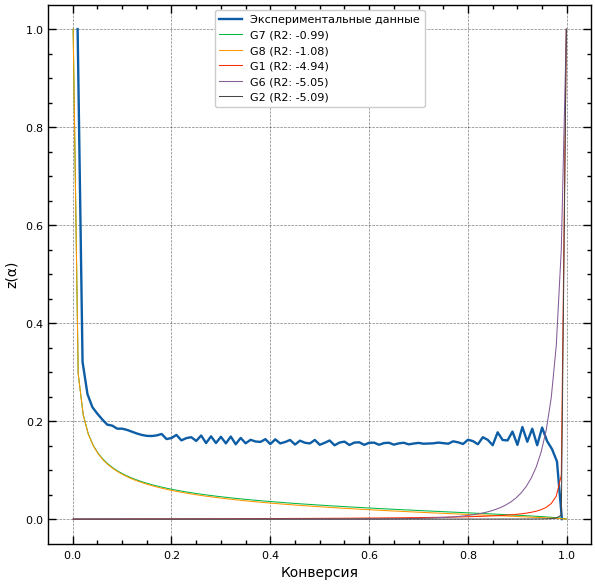 Экспериментальные данные
G7 (R2: -0.99)
G8 (R2: -1.08)
G1 (R2: -4.94)
G6 (R2: -5.05)
G2 (R2: -5.09)
z(α)
1.0
0.8
0.6
0.4
0.2
0.0
0.0 0.2 0.4 0.6 0.8 1.0
Конверсия